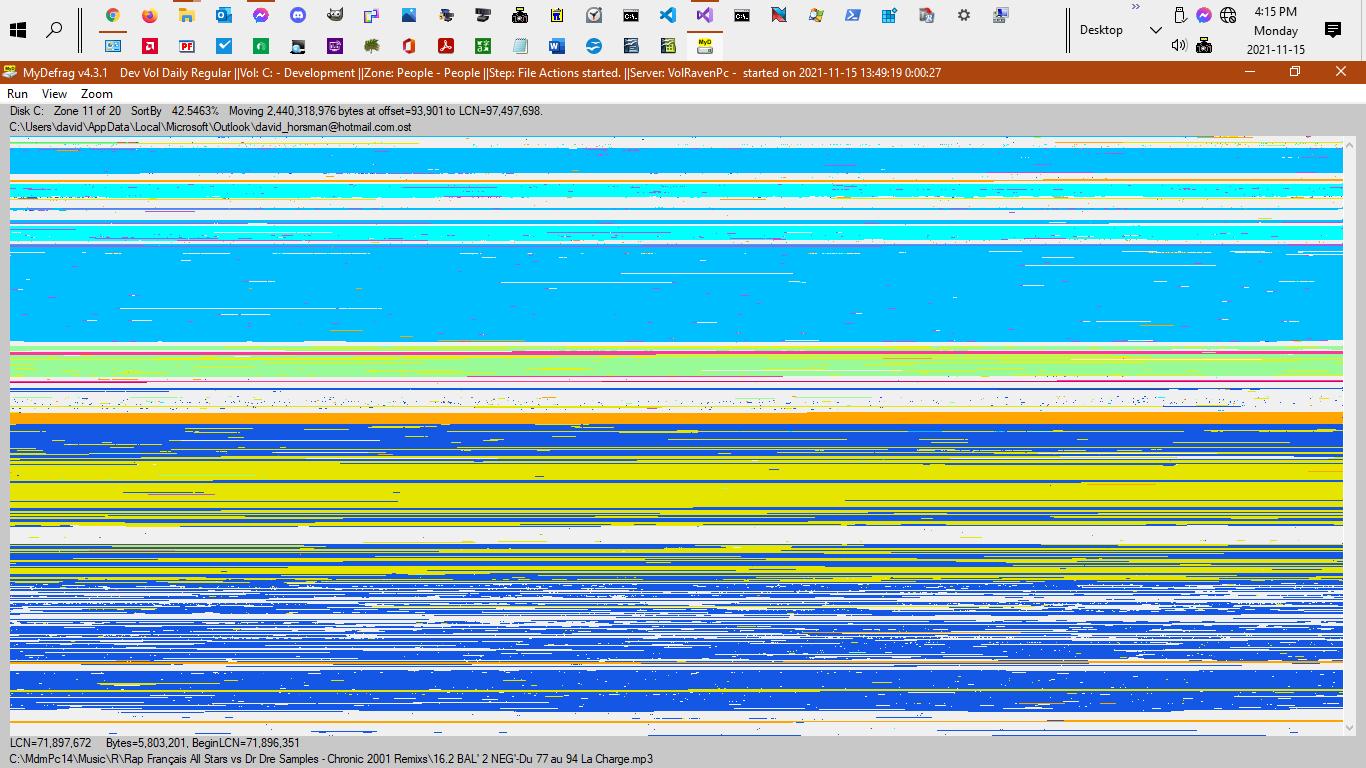 4:15 PM
Desktop
Monday
2021-11-15
MyDefrag v4.3.1 Dev Vol Daily Regular ||Vol: C: - Development ||Zone: People - People ||Step: File Actions started. ||Server: VolRavenPc - started on 2021-11-15 13:49:19 0:00:27
Run View Zoom
Disk C: Zone 11 of 20 SortBy 42.5463% Moving 2,440,318,976 bytes at offset=93,901 to LCN=97,497,698.
C:\Users\david\AppData\Local\Microsoft\Outlook\david_horsman@hotmail.com.ost
LCN=71,897,672 Bytes=5,803,201, BeginLCN=71,896,351
C:\MdmPc14\Music\R\Rap Français All Stars vs Dr Dre Samples - Chronic 2001 Remixs\16.2 BAL' 2 NEG'-Du 77 au 94 La Charge.mp3